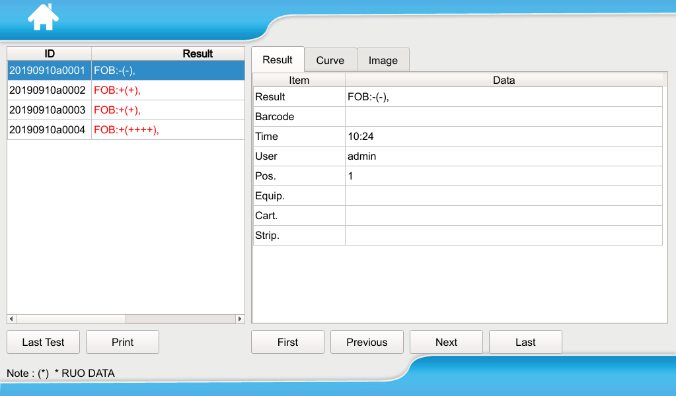 ID Result
20190910a0001 FOB:-(-),
20190910a0002 FOB:+(+),
20190910a0003 FOB:+(+),
20190910a0004 FOB:+(++++),
Result Curve Image
Item Data
Result FOB:-(-),
Barcode
Time 10:24
User admin
Pos. 1
Equip.
Cart.
Strip.
Last Test Print First Previous Next Last
Note : (*) * RUO DATA